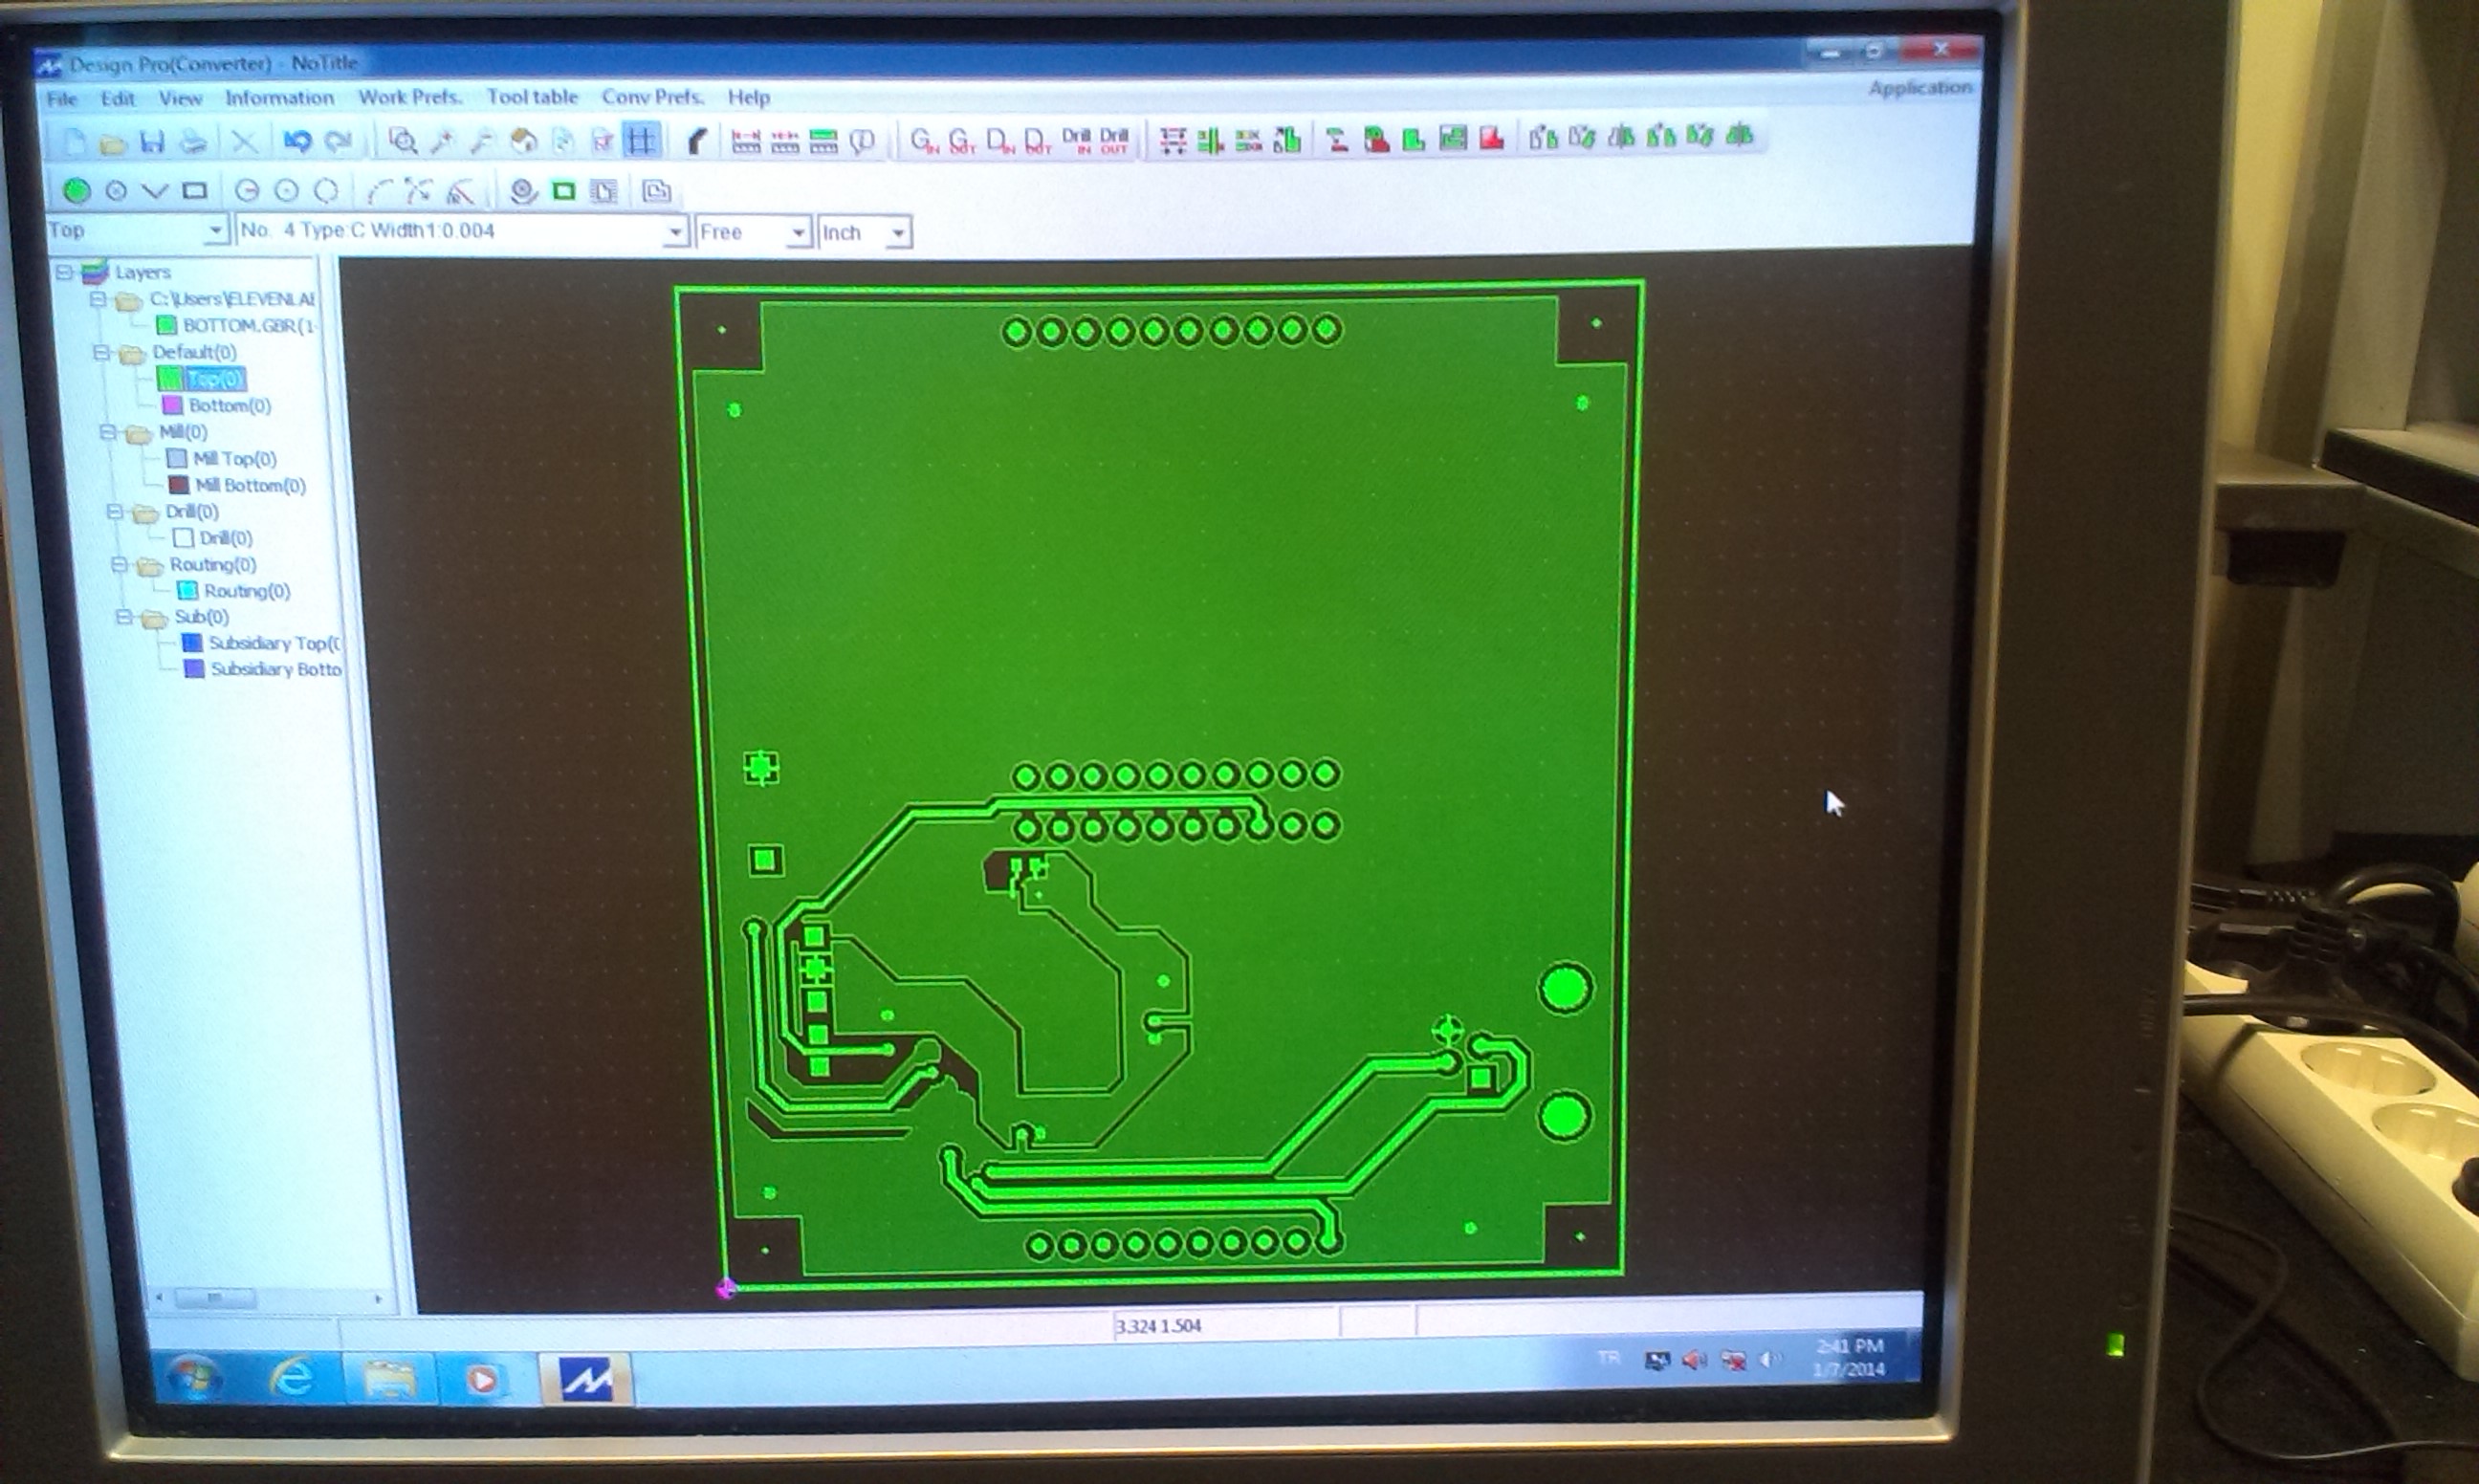 Design Pro(Converter) - NoTitle
File Edit View Information Work Prefs. Tool table Conv Prefs. Help
Application
G IN G OUT D IN D OUT Drill IN Drill OUT
Top No. 4 Type:C Width1:0.004 Free Inch
Layers
C:\Users\ELEVENLAB
BOTTOM.GBR(1
Default(0)
Top(0)
Bottom(0)
Mill(0)
Mill Top(0)
Mill Bottom(0)
Drill(0)
Drill(0)
Routing(0)
Routing(0)
Sub(0)
Subsidiary Top(0
Subsidiary Botto
3.324 1.504
TR
2:41 PM
1/7/2014